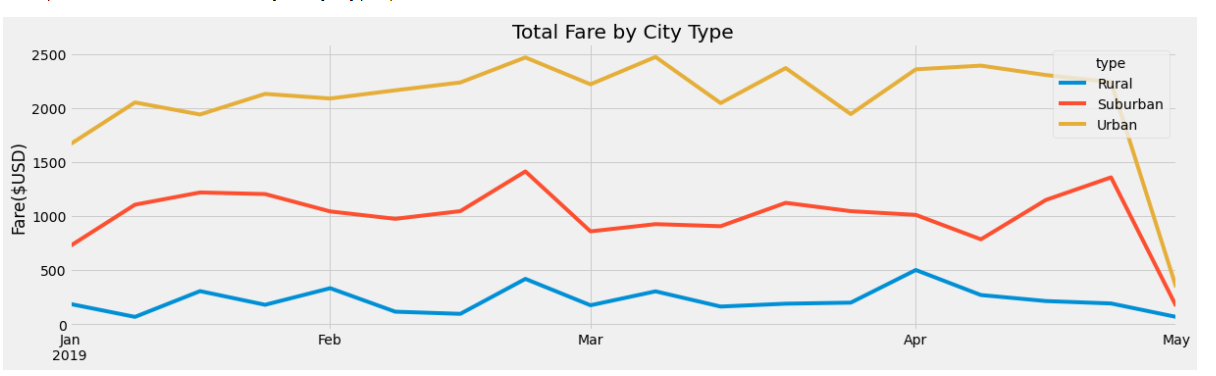 Total Fare by City Type
Fare($USD)
2500
2000
1500
1000
500
0
type
Rural
Suburban
Urban
Jan
2019
Feb
Mar
Apr
May